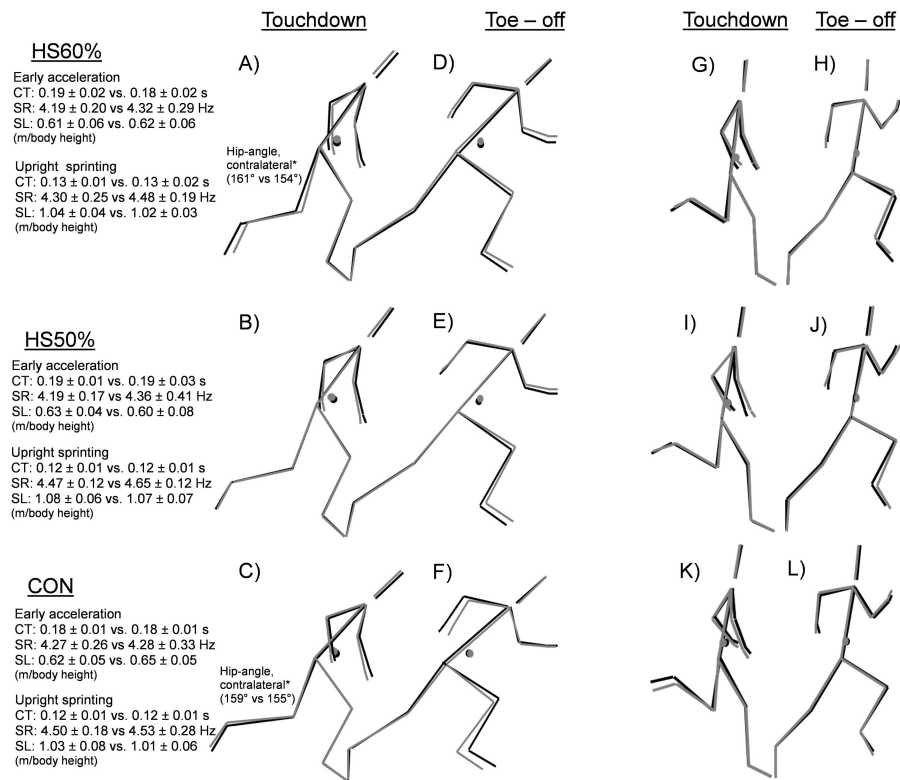 Touchdown
Toe – off
Touchdown
Toe – off
HS60%
Early acceleration
CT: 0.19 ± 0.02 vs. 0.18 ± 0.02 s
SR: 4.19 ± 0.20 vs 4.32 ± 0.29 Hz
SL: 0.61 ± 0.06 vs. 0.62 ± 0.06
(m/body height)
Upright sprinting
CT: 0.13 ± 0.01 vs. 0.13 ± 0.02 s
SR: 4.30 ± 0.25 vs 4.48 ± 0.19 Hz
SL: 1.04 ± 0.04 vs. 1.02 ± 0.03
(m/body height)
A)
Hip-angle,
contralateral*
(161° vs 154°)
D)
G)
H)
HS50%
Early acceleration
CT: 0.19 ± 0.01 vs. 0.19 ± 0.03 s
SR: 4.19 ± 0.17 vs 4.36 ± 0.41 Hz
SL: 0.63 ± 0.04 vs. 0.60 ± 0.08
(m/body height)
Upright sprinting
CT: 0.12 ± 0.01 vs. 0.12 ± 0.01 s
SR: 4.47 ± 0.12 vs 4.65 ± 0.12 Hz
SL: 1.08 ± 0.06 vs. 1.07 ± 0.07
(m/body height)
B)
E)
I)
J)
CON
Early acceleration
CT: 0.18 ± 0.01 vs. 0.18 ± 0.01 s
SR: 4.27 ± 0.26 vs 4.28 ± 0.33 Hz
SL: 0.62 ± 0.05 vs. 0.65 ± 0.05
(m/body height)
Upright sprinting
CT: 0.12 ± 0.01 vs. 0.12 ± 0.01 s
SR: 4.50 ± 0.18 vs 4.53 ± 0.28 Hz
SL: 1.03 ± 0.08 vs. 1.01 ± 0.06
(m/body height)
C)
Hip-angle,
contralateral*
(159° vs 155°)
F)
K)
L)